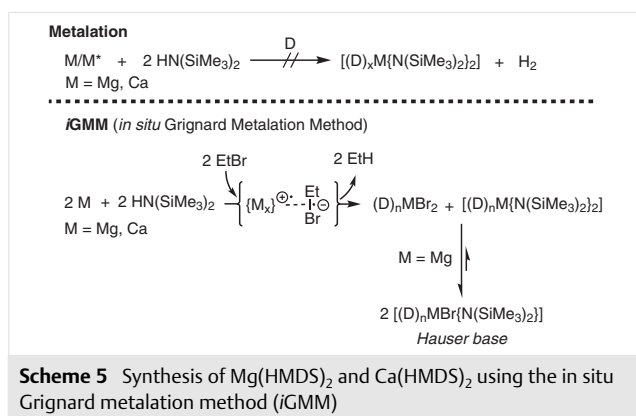 Metalation
D
M/M* + 2 HN(SiMe₃)₂ [(D)ₓM{N(SiMe₃)₂}₂] + H₂
M = Mg, Ca
iGMM (in situ Grignard Metalation Method)
2 EtBr 2 EtH
2 M + 2 HN(SiMe₃)₂ {Mₓ}⊕· Et I·⊖ Br (D)ₙMBr₂ + [(D)ₙM{N(SiMe₃)₂}₂]
M = Mg, Ca
M = Mg
2 [(D)ₙMBr{N(SiMe₃)₂}]
Hauser base
Scheme 5 Synthesis of Mg(HMDS)₂ and Ca(HMDS)₂ using the in situ
Grignard metalation method (iGMM)